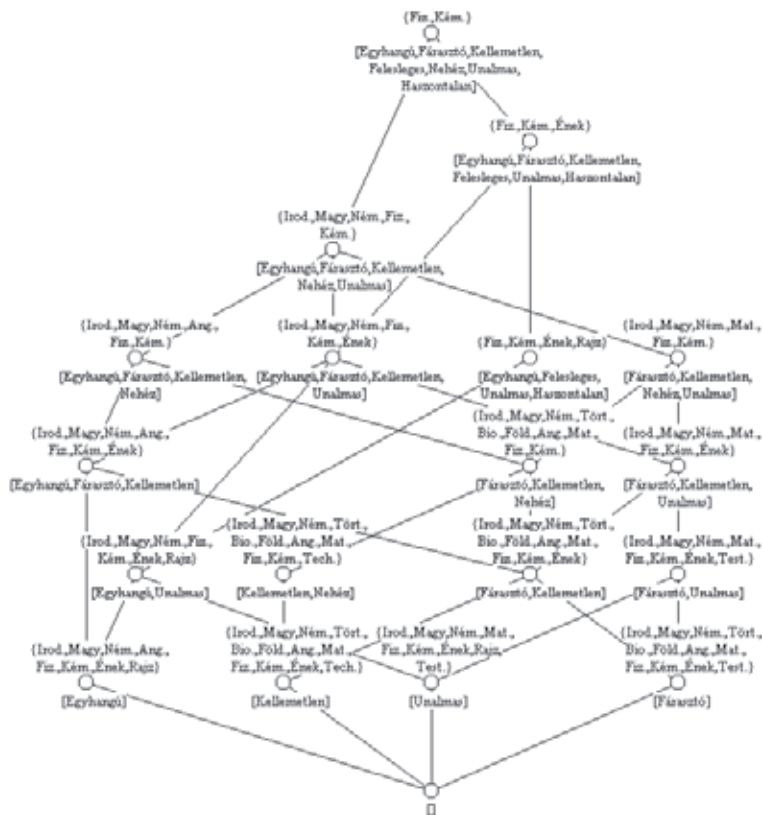 {Fiz.,Kém.}
[Egyhangú,Fárasztó,Kellemetlen,
Felesleges,Nehéz,Unalmas,
Haszontalan]
{Fiz.,Kém.,Ének}
[Egyhangú,Fárasztó,Kellemetlen,
Felesleges,Unalmas,Haszontalan]
{Irod.,Magy,Ném.,Fiz.,
Kém.}
[Egyhangú,Fárasztó,Kellemetlen,
Nehéz,Unalmas]
{Irod.,Magy,Ném.,Ang.,
Fiz.,Kém.}
[Egyhangú,Fárasztó,Kellemetlen,
Nehéz]
{Irod.,Magy,Ném.,Fiz.,
Kém.,Ének}
[Egyhangú,Fárasztó,Kellemetlen,
Unalmas]
{Fiz.,Kém.,Ének,Rajz}
[Egyhangú,Felesleges,
Unalmas,Haszontalan]
{Irod.,Magy,Ném.,Mat.,
Fiz.,Kém.}
[Fárasztó,Kellemetlen,
Nehéz,Unalmas]
{Irod.,Magy,Ném.,Ang.,
Fiz.,Kém.,Ének}
[Egyhangú,Fárasztó,Kellemetlen]
{Irod.,Magy,Ném.,Tört.,
Bio.,Föld.,Ang.,Mat.,
Fiz.,Kém.}
[Fárasztó,Kellemetlen,
Nehéz]
{Irod.,Magy,Ném.,Mat.,
Fiz.,Kém.,Ének}
[Fárasztó,Kellemetlen,
Unalmas]
{Irod.,Magy,Ném.,Fiz.,
Kém.,Ének,Rajz}
[Egyhangú,Unalmas]
{Irod.,Magy,Ném.,Tört.,
Bio.,Föld.,Ang.,Mat.,
Fiz.,Kém.,Tech.}
[Kellemetlen,Nehéz]
{Irod.,Magy,Ném.,Tört.,
Bio.,Föld.,Ang.,Mat.,
Fiz.,Kém.,Ének}
[Fárasztó,Kellemetlen]
{Irod.,Magy,Ném.,Mat.,
Fiz.,Kém.,Ének,Test.}
[Fárasztó,Unalmas]
{Irod.,Magy,Ném.,Ang.,
Fiz.,Kém.,Ének,Rajz}
[Egyhangú]
{Irod.,Magy,Ném.,Tört.,
Bio.,Föld.,Ang.,Mat.,
Fiz.,Kém.,Ének,Tech.}
[Kellemetlen]
{Irod.,Magy,Ném.,Mat.,
Fiz.,Kém.,Ének,Rajz,
Test.}
[Unalmas]
{Irod.,Magy,Ném.,Tört.,
Bio.,Föld.,Ang.,Mat.,
Fiz.,Kém.,Ének,Test.}
[Fárasztó]
[]